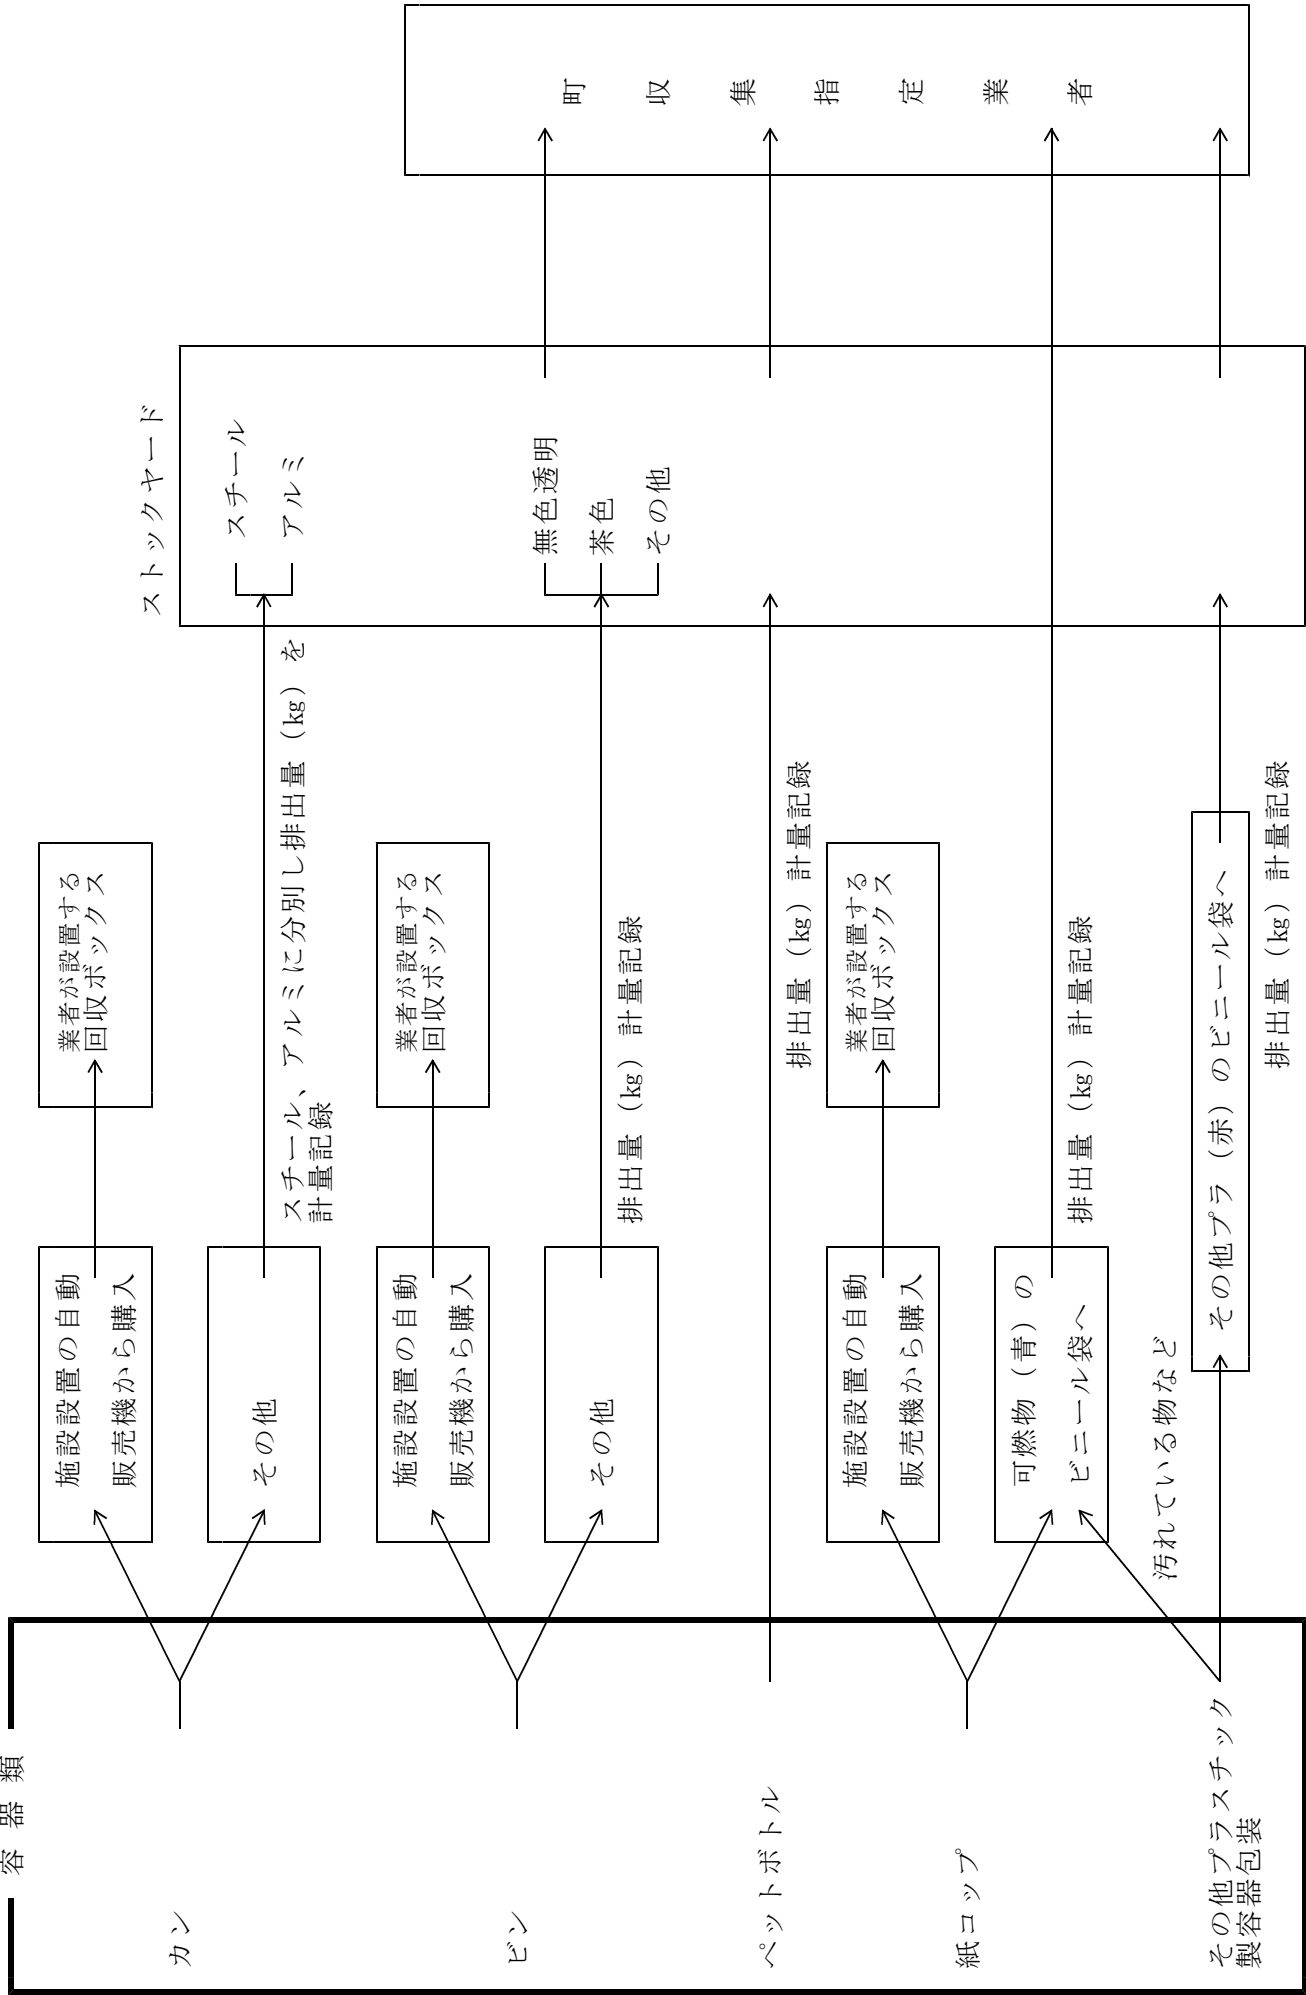 容器類
カン
施設設置の自動
販売機から購入
業者が設置する
回収ボックス
その他
スチール、アルミに分別し排出量（kg）を
計量記録
ストックヤード
スチール
アルミ
ビン
施設設置の自動
販売機から購入
業者が設置する
回収ボックス
その他
排出量（kg）計量記録
無色透明
茶色
その他
ペットボトル
排出量（kg）計量記録
紙コップ
施設設置の自動
販売機から購入
業者が設置する
回収ボックス
可燃物（青）の
ビニール袋へ
排出量（kg）計量記録
その他プラスチック
製容器包装
汚れている物など
その他プラ（赤）のビニール袋へ
排出量（kg）計量記録
町収集指定業者